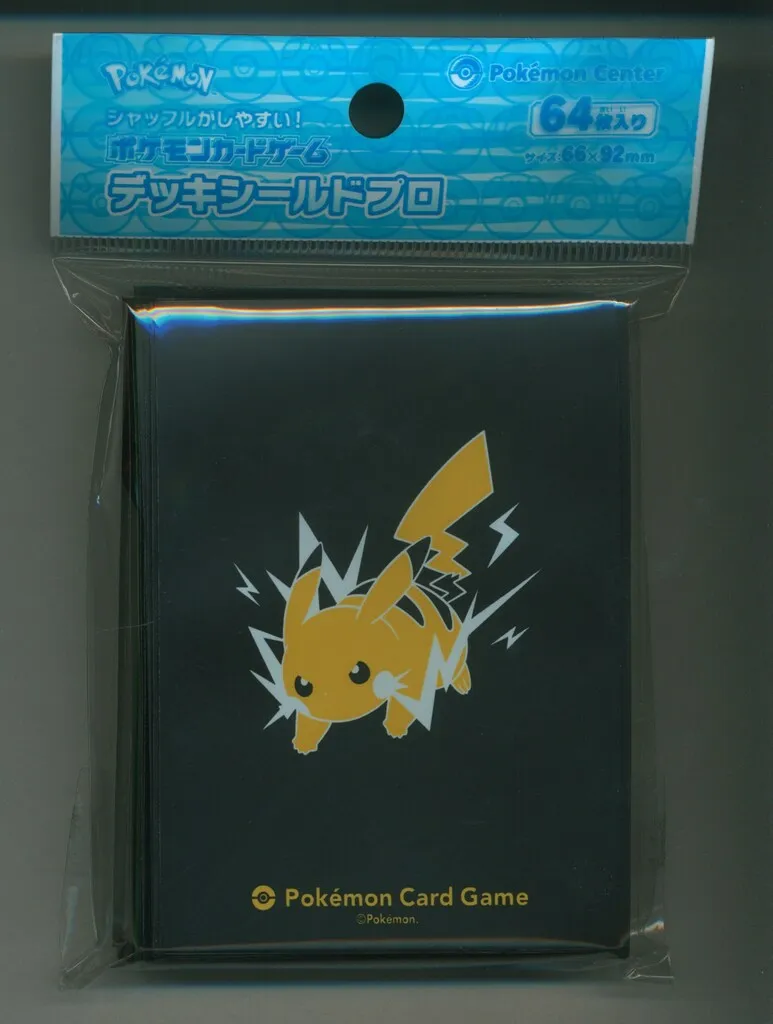 POKÉMON
Pokémon Center
シャッフルがしやすい!
ポケモンカードゲーム
デッキシールドプロ
64枚入り
サイズ:66×92mm
Pokémon Card Game
©Pokémon.